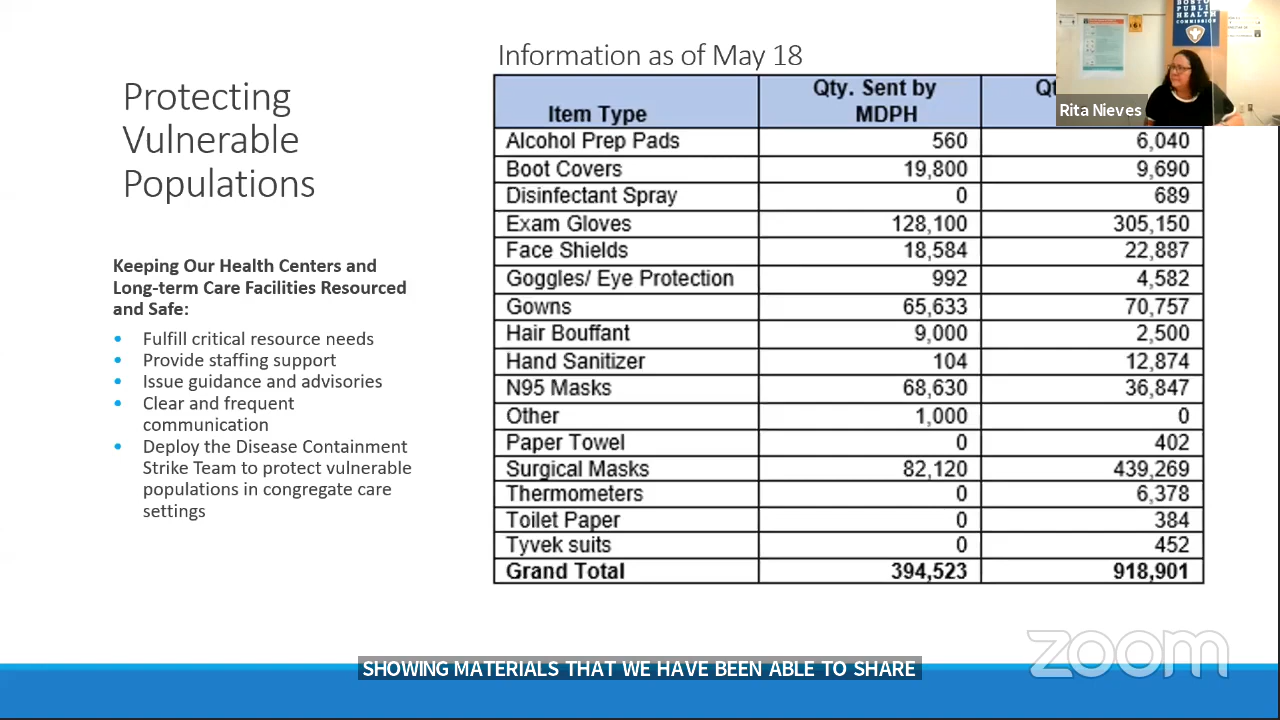 Protecting
Vulnerable
Populations
Keeping Our Health Centers and
Long-term Care Facilities Resourced
and Safe:
• Fulfill critical resource needs
• Provide staffing support
• Issue guidance and advisories
• Clear and frequent
communication
• Deploy the Disease Containment
Strike Team to protect vulnerable
populations in congregate care
settings
Information as of May 18
Item Type Qty. Sent by MDPH
Alcohol Prep Pads 560 6,040
Boot Covers 19,800 9,690
Disinfectant Spray 0 689
Exam Gloves 128,100 305,150
Face Shields 18,584 22,887
Goggles/ Eye Protection 992 4,582
Gowns 65,633 70,757
Hair Bouffant 9,000 2,500
Hand Sanitizer 104 12,874
N95 Masks 68,630 36,847
Other 1,000 0
Paper Towel 0 402
Surgical Masks 82,120 439,269
Thermometers 0 6,378
Toilet Paper 0 384
Tyvek suits 0 452
Grand Total 394,523 918,901
PUBLIC
HEALTH
COMMISSION
Rita Nieves
zoom
SHOWING MATERIALS THAT WE HAVE BEEN ABLE TO SHARE